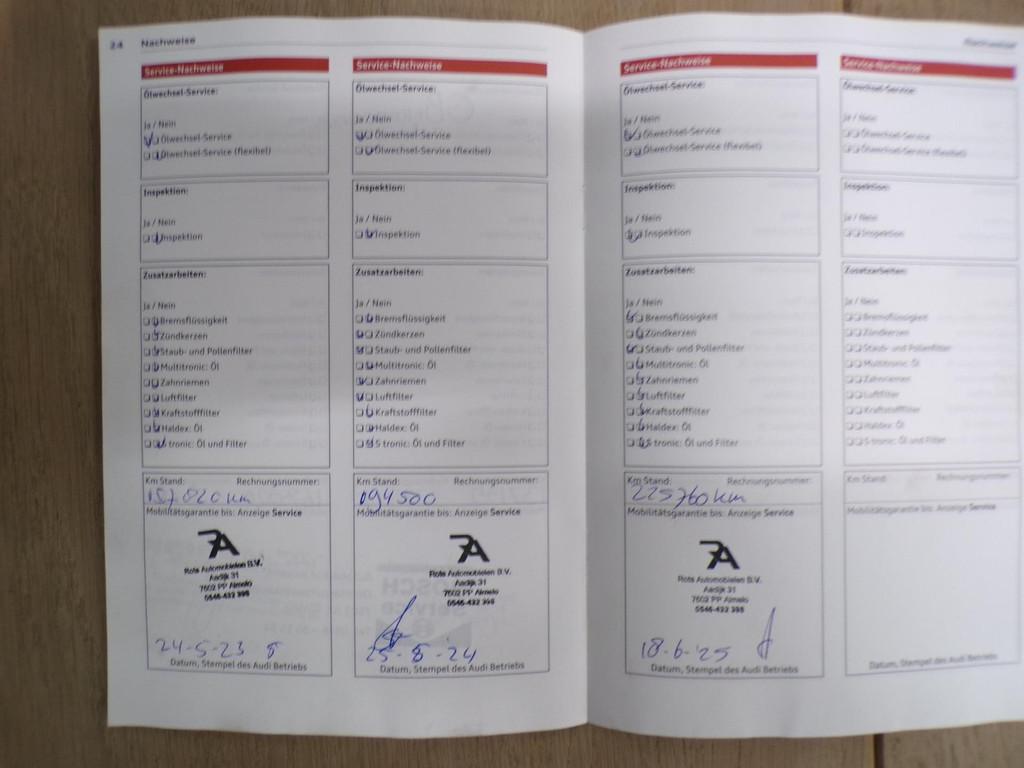 24 Nachweise
Service-Nachweise
Ölwechsel-Service:
Ja / Nein
Ölwechsel-Service
Ölwechsel-Service (flexibel)
Inspektion:
Ja / Nein
Inspektion
Zusatzarbeiten:
Ja / Nein
Bremsflüssigkeit
Zündkerzen
Staub- und Pollenfilter
Multitronic: Öl
Zahnriemen
Luftfilter
Kraftstofffilter
Haldex: Öl
S tronic: Öl und Filter
Km Stand: Rechnungsnummer:
157.820 km
Mobilitätsgarantie bis: Anzeige Service
Rots Automobielen B.V.
Aadijk 31
7602 PP Almelo
0546-432 398
24-5-23
Datum, Stempel des Audi Betriebs
Service-Nachweise
Ölwechsel-Service:
Ja / Nein
Ölwechsel-Service
Ölwechsel-Service (flexibel)
Inspektion:
Ja / Nein
Inspektion
Zusatzarbeiten:
Ja / Nein
Bremsflüssigkeit
Zündkerzen
Staub- und Pollenfilter
Multitronic: Öl
Zahnriemen
Luftfilter
Kraftstofffilter
Haldex: Öl
S tronic: Öl und Filter
Km Stand: Rechnungsnummer:
194500
Mobilitätsgarantie bis: Anzeige Service
Rots Automobielen B.V.
Aadijk 31
7602 PP Almelo
0546-432 398
Datum, Stempel des Audi Betriebs
Nachweise
Service-Nachweise
Ölwechsel-Service:
Ja / Nein
Ölwechsel-Service
Ölwechsel-Service (flexibel)
Inspektion:
Ja / Nein
Inspektion
Zusatzarbeiten:
Ja / Nein
Bremsflüssigkeit
Zündkerzen
Staub- und Pollenfilter
Multitronic: Öl
Zahnriemen
Luftfilter
Kraftstofffilter
Haldex: Öl
S tronic: Öl und Filter
Km Stand: Rechnungsnummer:
225760 km
Mobilitätsgarantie bis: Anzeige Service
Rots Automobielen B.V.
Aadijk 31
7602 PP Almelo
0546-432 398
18-6-25
Datum, Stempel des Audi Betriebs
Service-Nachweise
Ölwechsel-Service:
Ja / Nein
Ölwechsel-Service
Ölwechsel-Service (flexibel)
Inspektion:
Ja / Nein
Inspektion
Zusatzarbeiten:
Ja / Nein
Bremsflüssigkeit
Zündkerzen
Staub- und Pollenfilter
Multitronic: Öl
Zahnriemen
Luftfilter
Kraftstofffilter
Haldex: Öl
S tronic: Öl und Filter
Km Stand: Rechnungsnummer:
Mobilitätsgarantie bis: Anzeige Service
Datum, Stempel des Audi Betriebs